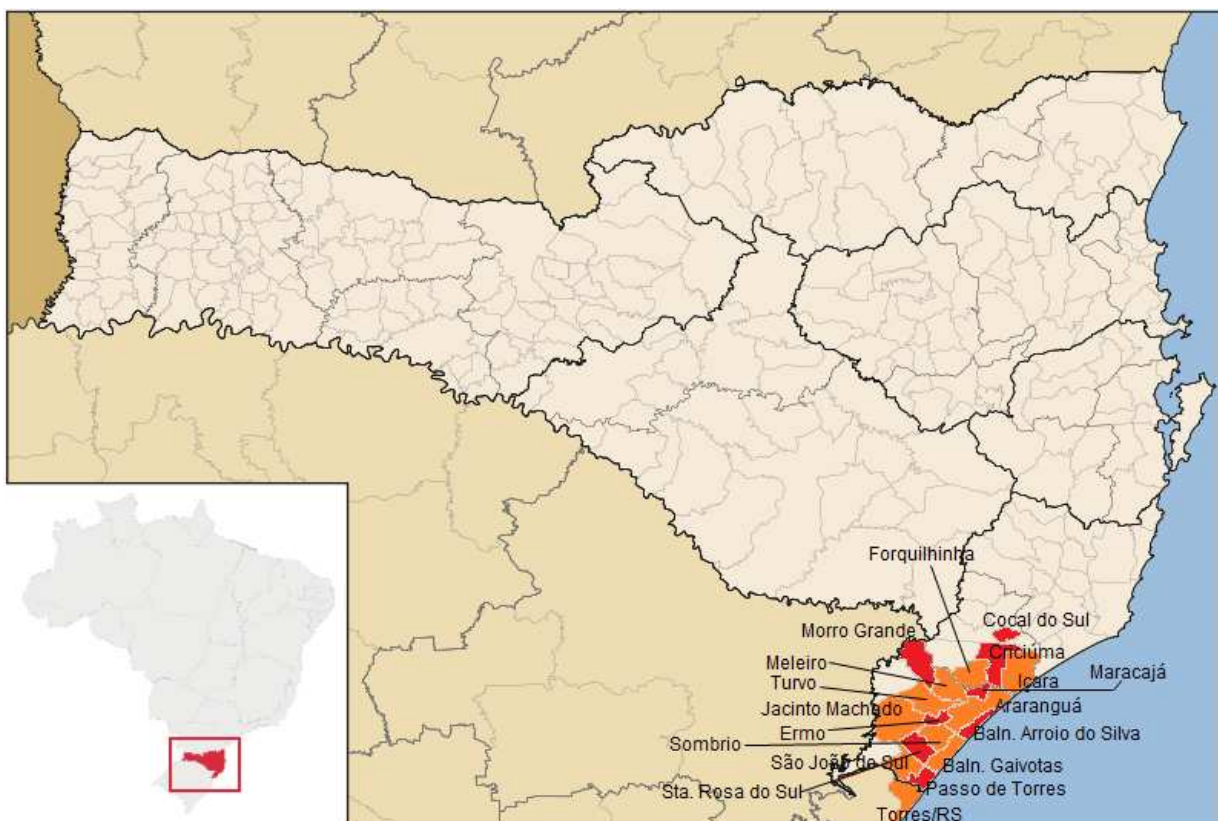 Forquilhinha
Cocal do Sul
Morro Grande
Criciúma
Meleiro
Maracajá
Turvo
Içara
Jacinto Machado
Araranguá
Ermo
Baln. Arroio do Silva
Sombrio
São João do Sul
Baln. Gaivotas
Sta. Rosa do Sul
Passo de Torres
Torres/RS